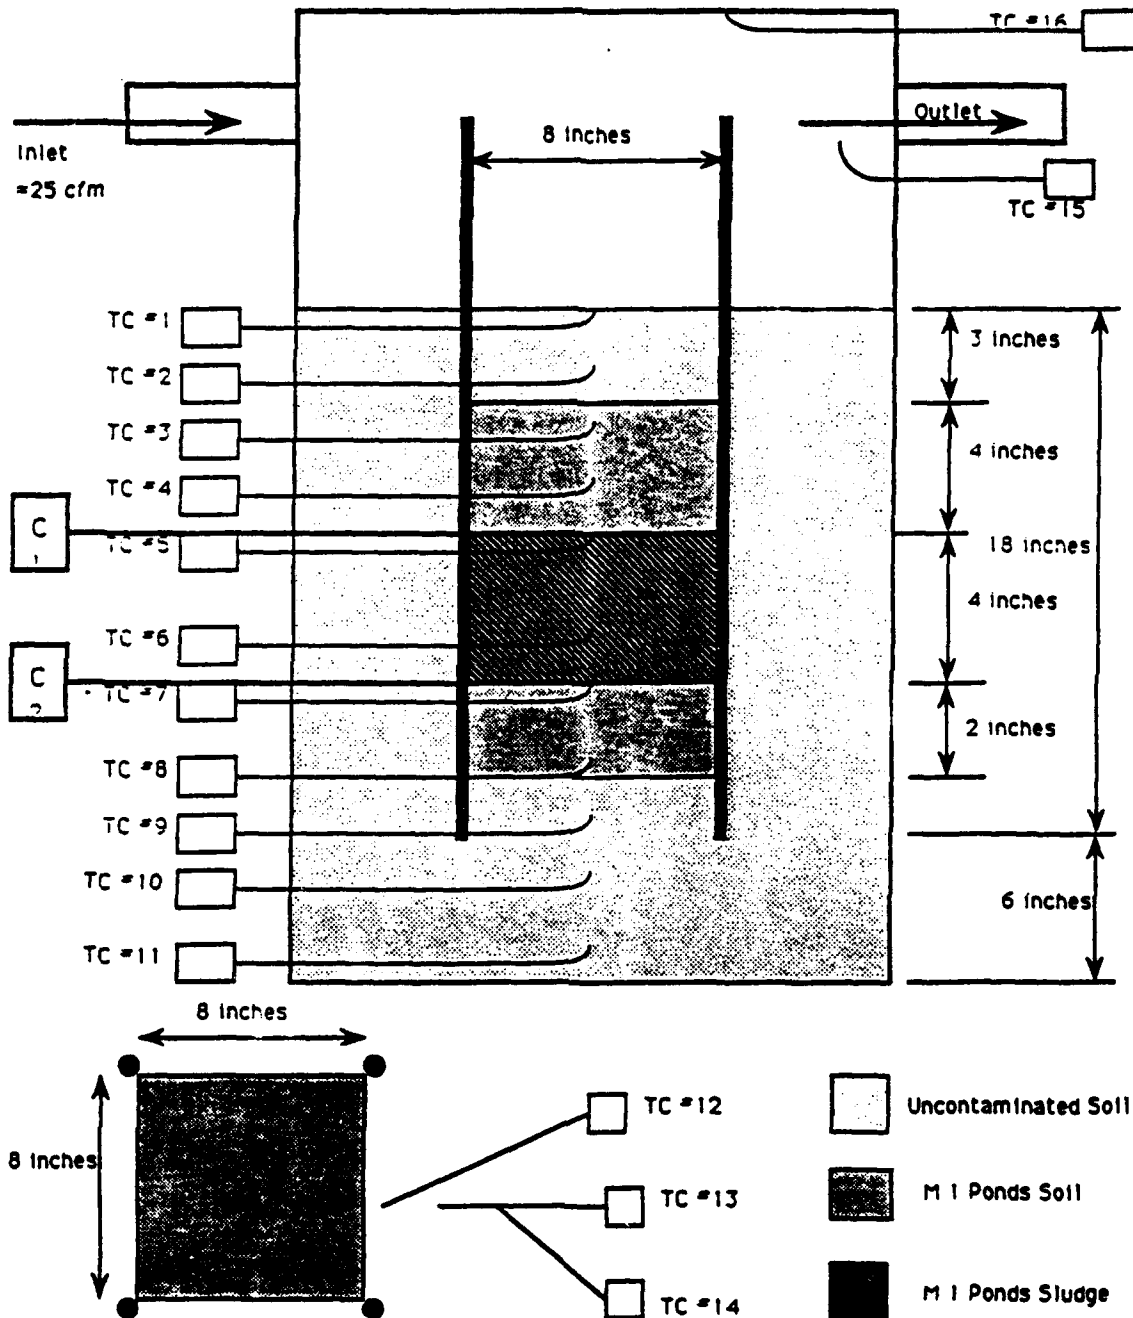 TC #16
Outlet
8 inches
Inlet
≈25 cfm
TC #15
TC #1
3 inches
TC #2
TC #3
4 inches
TC #4
C
1
TC #5
18 inches
4 inches
TC #6
C
2
TC #7
2 inches
TC #8
TC #9
TC #10
6 inches
TC #11
8 inches
TC #12
Uncontaminated Soil
8 inches
TC #13
M 1 Ponds Soil
TC #14
M 1 Ponds Sludge